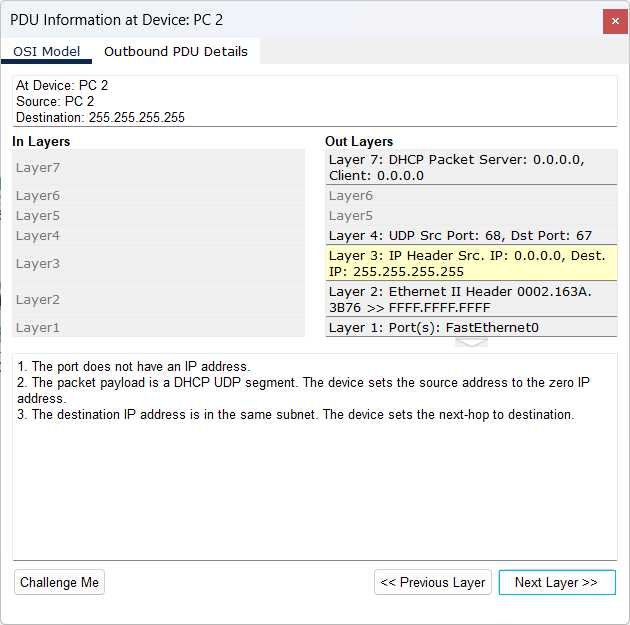 PDU Information at Device: PC 2
OSI Model
Outbound PDU Details
At Device: PC 2
Source: PC 2
Destination: 255.255.255.255
In Layers
Layer7
Layer6
Layer5
Layer4
Layer3
Layer2
Layer1
Out Layers
Layer 7: DHCP Packet Server: 0.0.0.0,
Client: 0.0.0.0
Layer6
Layer5
Layer 4: UDP Src Port: 68, Dst Port: 67
Layer 3: IP Header Src. IP: 0.0.0.0, Dest.
IP: 255.255.255.255
Layer 2: Ethernet II Header 0002.163A.
3B76 >> FFFF.FFFF.FFFF
Layer 1: Port(s): FastEthernet0
1. The port does not have an IP address.
2. The packet payload is a DHCP UDP segment. The device sets the source address to the zero IP
address.
3. The destination IP address is in the same subnet. The device sets the next-hop to destination.
Challenge Me
<< Previous Layer
Next Layer >>